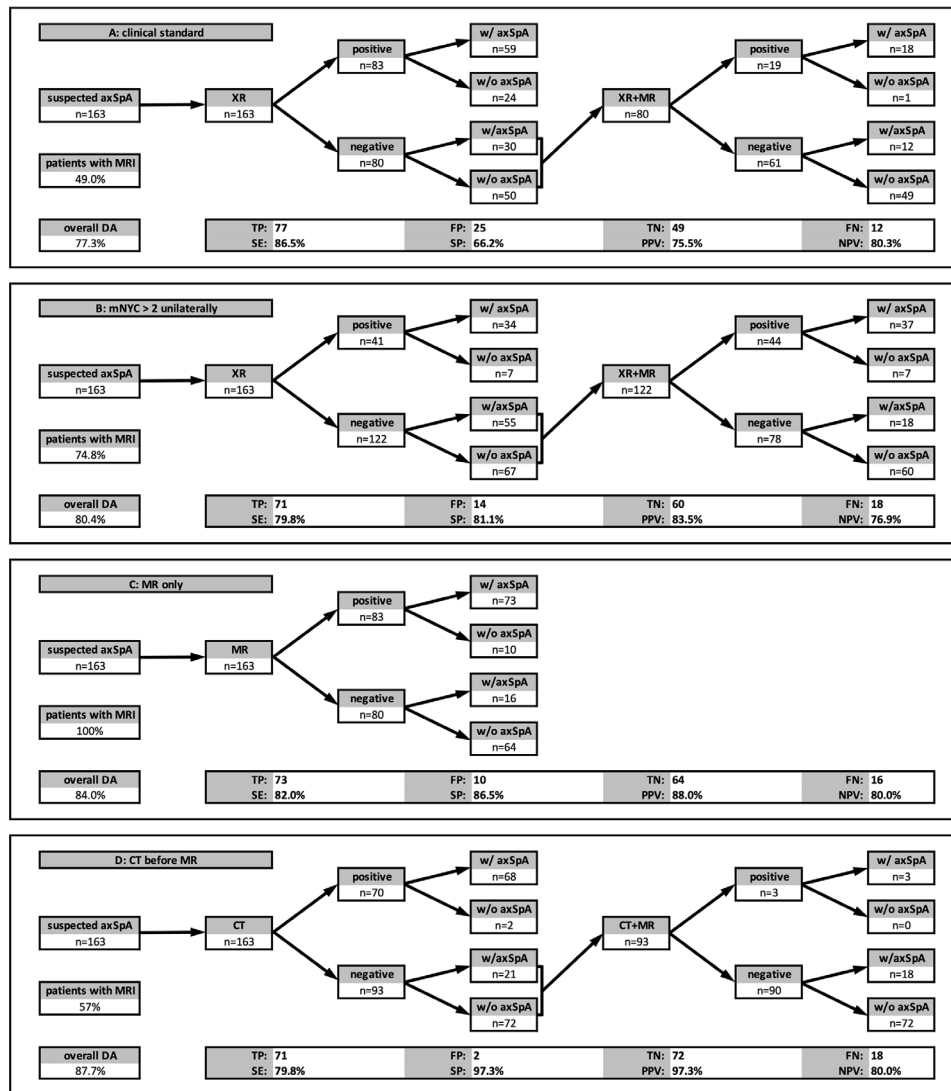 A: clinical standard
suspected axSpA
n=163
patients with MRI
49.0%
overall DA
77.3%
XR
n=163
positive
n=83
negative
n=80
w/ axSpA
n=59
w/o axSpA
n=24
w/axSpA
n=30
w/o axSpA
n=50
XR+MR
n=80
positive
n=19
negative
n=61
w/ axSpA
n=18
w/o axSpA
n=1
w/axSpA
n=12
w/o axSpA
n=49
TP: 77 FP: 25 TN: 49 FN: 12
SE: 86.5% SP: 66.2% PPV: 75.5% NPV: 80.3%
B: mNYC > 2 unilaterally
suspected axSpA
n=163
patients with MRI
74.8%
overall DA
80.4%
XR
n=163
positive
n=41
negative
n=122
w/ axSpA
n=34
w/o axSpA
n=7
w/axSpA
n=55
w/o axSpA
n=67
XR+MR
n=122
positive
n=44
negative
n=78
w/ axSpA
n=37
w/o axSpA
n=7
w/axSpA
n=18
w/o axSpA
n=60
TP: 71 FP: 14 TN: 60 FN: 18
SE: 79.8% SP: 81.1% PPV: 83.5% NPV: 76.9%
C: MR only
suspected axSpA
n=163
patients with MRI
100%
overall DA
84.0%
MR
n=163
positive
n=83
negative
n=80
w/ axSpA
n=73
w/o axSpA
n=10
w/axSpA
n=16
w/o axSpA
n=64
TP: 73 FP: 10 TN: 64 FN: 16
SE: 82.0% SP: 86.5% PPV: 88.0% NPV: 80.0%
D: CT before MR
suspected axSpA
n=163
patients with MRI
57%
overall DA
87.7%
CT
n=163
positive
n=70
negative
n=93
w/ axSpA
n=68
w/o axSpA
n=2
w/axSpA
n=21
w/o axSpA
n=72
CT+MR
n=93
positive
n=3
negative
n=90
w/ axSpA
n=3
w/o axSpA
n=0
w/axSpA
n=18
w/o axSpA
n=72
TP: 71 FP: 2 TN: 72 FN: 18
SE: 79.8% SP: 97.3% PPV: 97.3% NPV: 80.0%